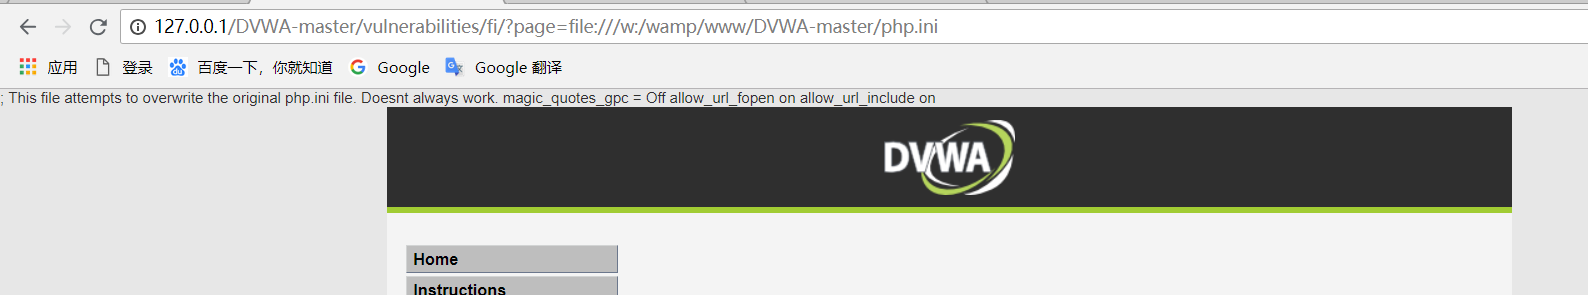 127.0.0.1/DVWA-master/vulnerabilities/fi/?page=file:///w:/wamp/www/DVWA-master/php.ini
应用 登录 百度一下，你就知道 Google Google 翻译
; This file attempts to overwrite the original php.ini file. Doesnt always work. magic_quotes_gpc = Off allow_url_fopen on allow_url_include on
DVWA
Home
Instructions